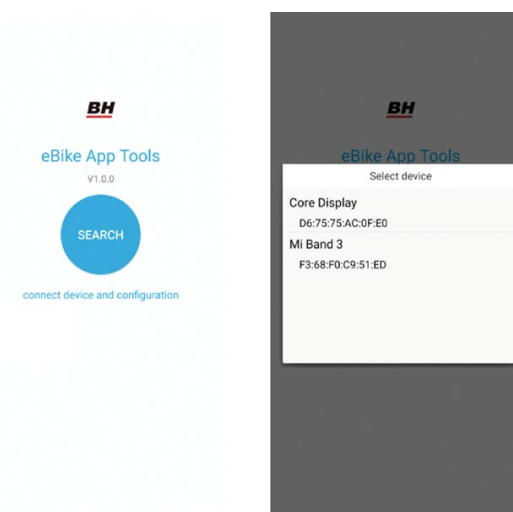 BH
eBike App Tools
V1.0.0
SEARCH
connect device and configuration
BH
eBike App Tools
Select device
Core Display
D6:75:75:AC:0F:E0
Mi Band 3
F3:68:F0:C9:51:ED